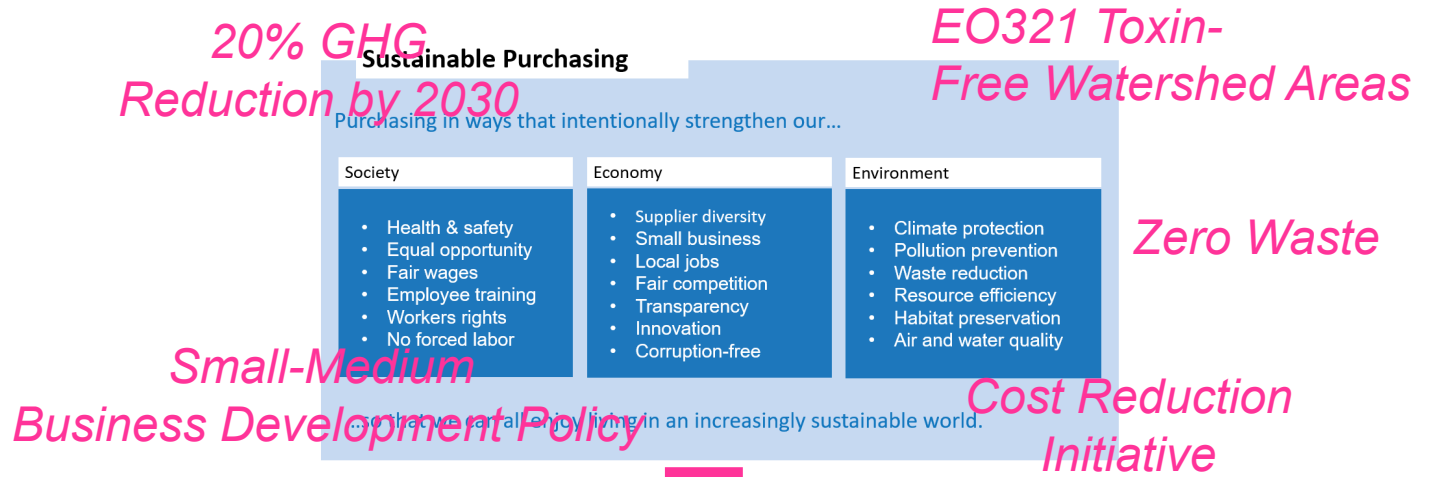 20% GHG
Reduction by 2030
EO321 Toxin-
Free Watershed Areas
Sustainable Purchasing
Purchasing in ways that intentionally strengthen our…
Society
Health & safety
Equal opportunity
Fair wages
Employee training
Workers rights
No forced labor
Economy
Supplier diversity
Small business
Local jobs
Fair competition
Transparency
Innovation
Corruption-free
Environment
Climate protection
Pollution prevention
Waste reduction
Resource efficiency
Habitat preservation
Air and water quality
Zero Waste
Small-Medium
Business Development Policy
…so that we can all enjoy living in an increasingly sustainable world.
Cost Reduction
Initiative